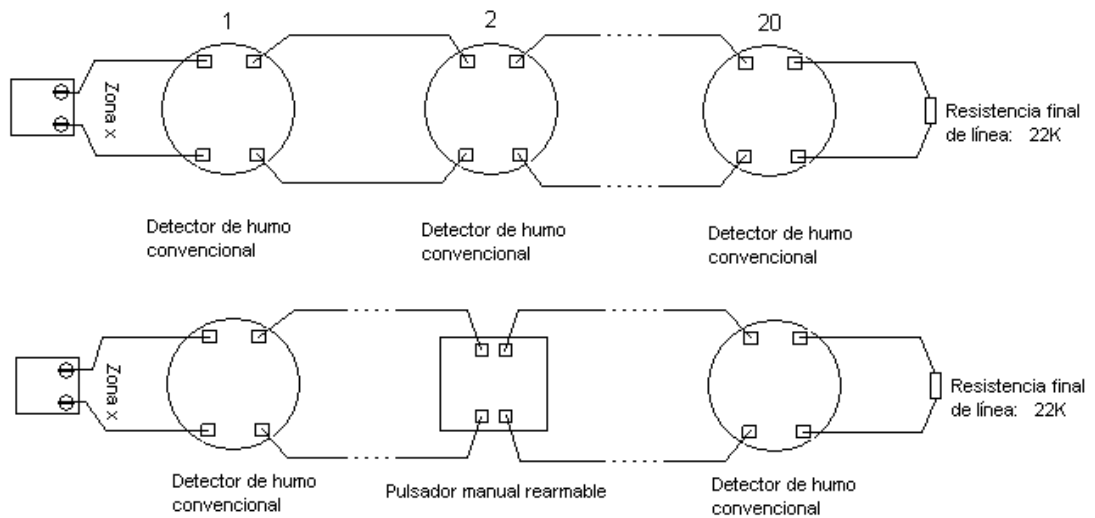 1
2
20
Zona x
Resistencia final
de línea: 22K
Detector de humo
convencional
Detector de humo
convencional
Detector de humo
convencional
Zona x
Resistencia final
de línea: 22K
Detector de humo
convencional
Pulsador manual rearmable
Detector de humo
convencional